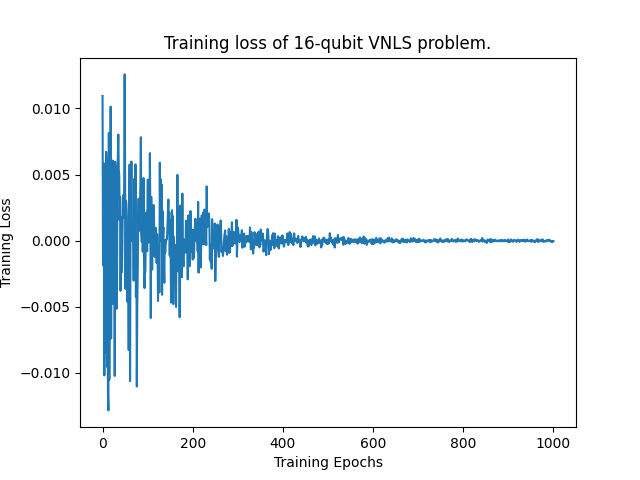 Training loss of 16-qubit VNLS problem.
0.010
0.005
0.000
−0.005
−0.010
Training Loss
0 200 400 600 800 1000
Training Epochs